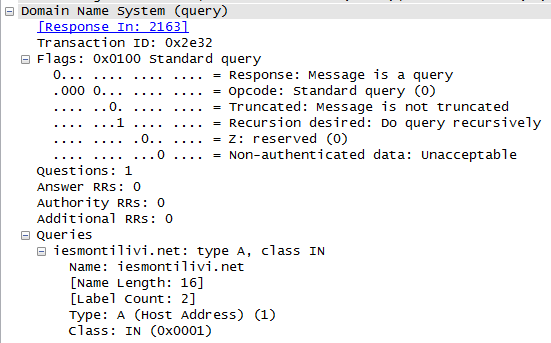 Domain Name System (query)
[Response In: 2163]
Transaction ID: 0x2e32
Flags: 0x0100 Standard query
0... .... .... .... = Response: Message is a query
.000 0... .... .... = Opcode: Standard query (0)
.... ..0. .... .... = Truncated: Message is not truncated
.... ...1 .... .... = Recursion desired: Do query recursively
.... .... .0.. .... = Z: reserved (0)
.... .... ...0 .... = Non-authenticated data: Unacceptable
Questions: 1
Answer RRs: 0
Authority RRs: 0
Additional RRs: 0
Queries
iesmontilivi.net: type A, class IN
Name: iesmontilivi.net
[Name Length: 16]
[Label Count: 2]
Type: A (Host Address) (1)
Class: IN (0x0001)